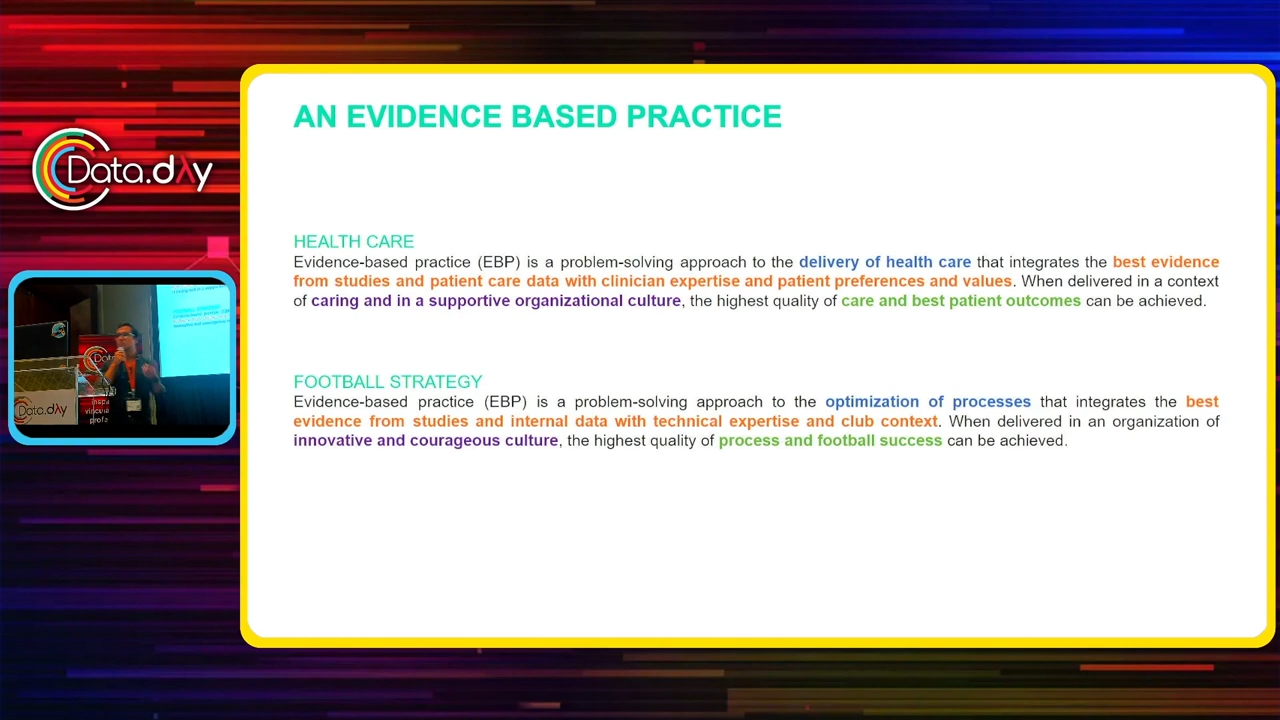 AN EVIDENCE BASED PRACTICE
Data.dAy
HEALTH CARE
Evidence-based practice (EBP) is a problem-solving approach to the delivery of health care that integrates the best evidence
from studies and patient care data with clinician expertise and patient preferences and values. When delivered in a context
of caring and in a supportive organizational culture, the highest quality of care and best patient outcomes can be achieved.
FOOTBALL STRATEGY
Evidence-based practice (EBP) is a problem-solving approach to the optimization of processes that integrates the best
evidence from studies and internal data with technical expertise and club context. When delivered in an organization of
innovative and courageous culture, the highest quality of process and football success can be achieved.
Data.dAy